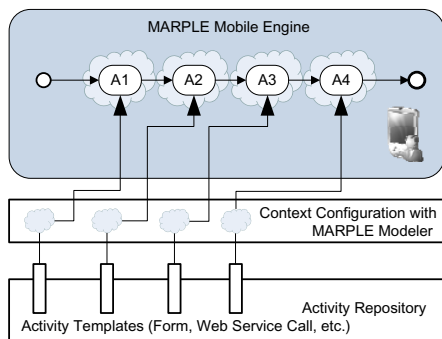 MARPLE Mobile Engine
A1 A2 A3 A4
Context Configuration with
MARPLE Modeler
Activity Repository
Activity Templates (Form, Web Service Call, etc.)